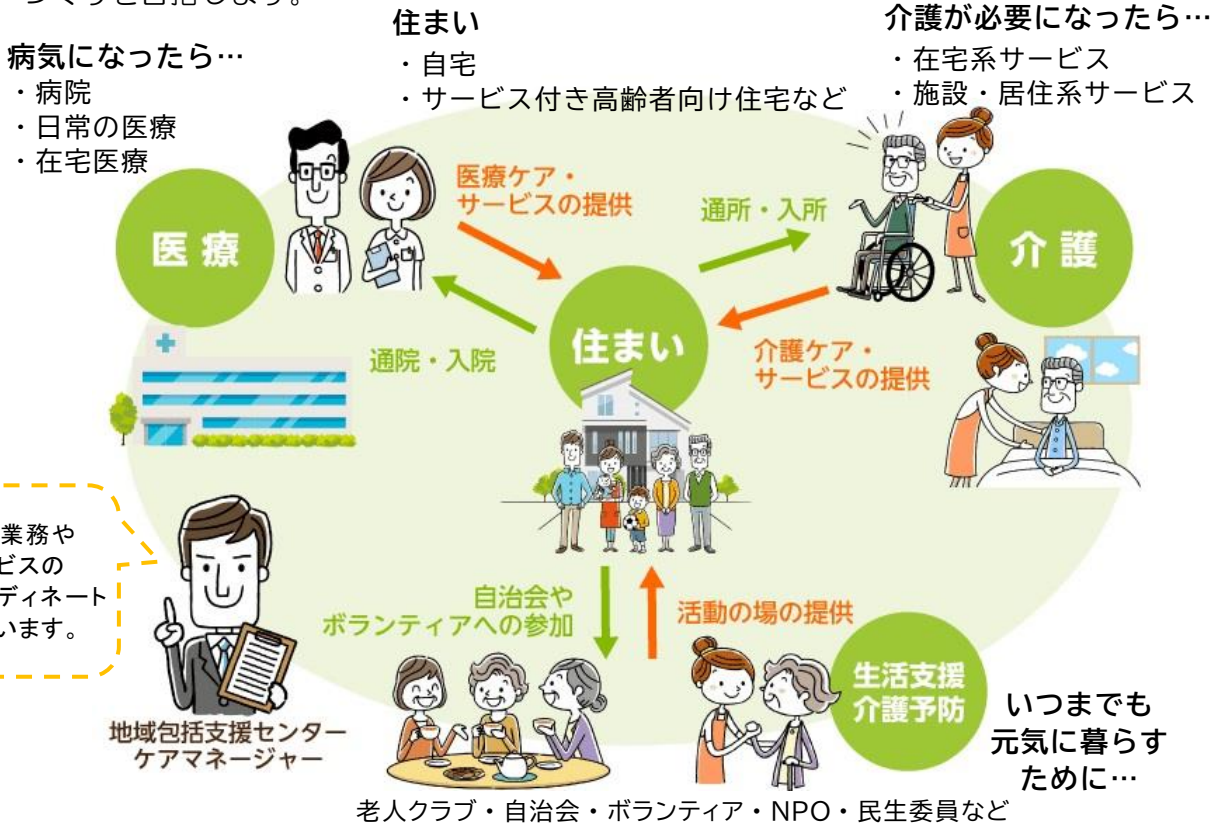 つくりを目指します。
病気になったら…
・病院
・日常の医療
・在宅医療
住まい
・自宅
・サービス付き高齢者向け住宅など
介護が必要になったら…
・在宅系サービス
・施設・居住系サービス
医療
医療ケア・
サービスの提供
通所・入所
介護
住まい
通院・入院
介護ケア・
サービスの提供
業務や
ビスの
ディネート
います。
地域包括支援センター
ケアマネージャー
自治会や
ボランティアへの参加
活動の場の提供
生活支援
介護予防
いつまでも
元気に暮らす
ために…
老人クラブ・自治会・ボランティア・NPO・民生委員など